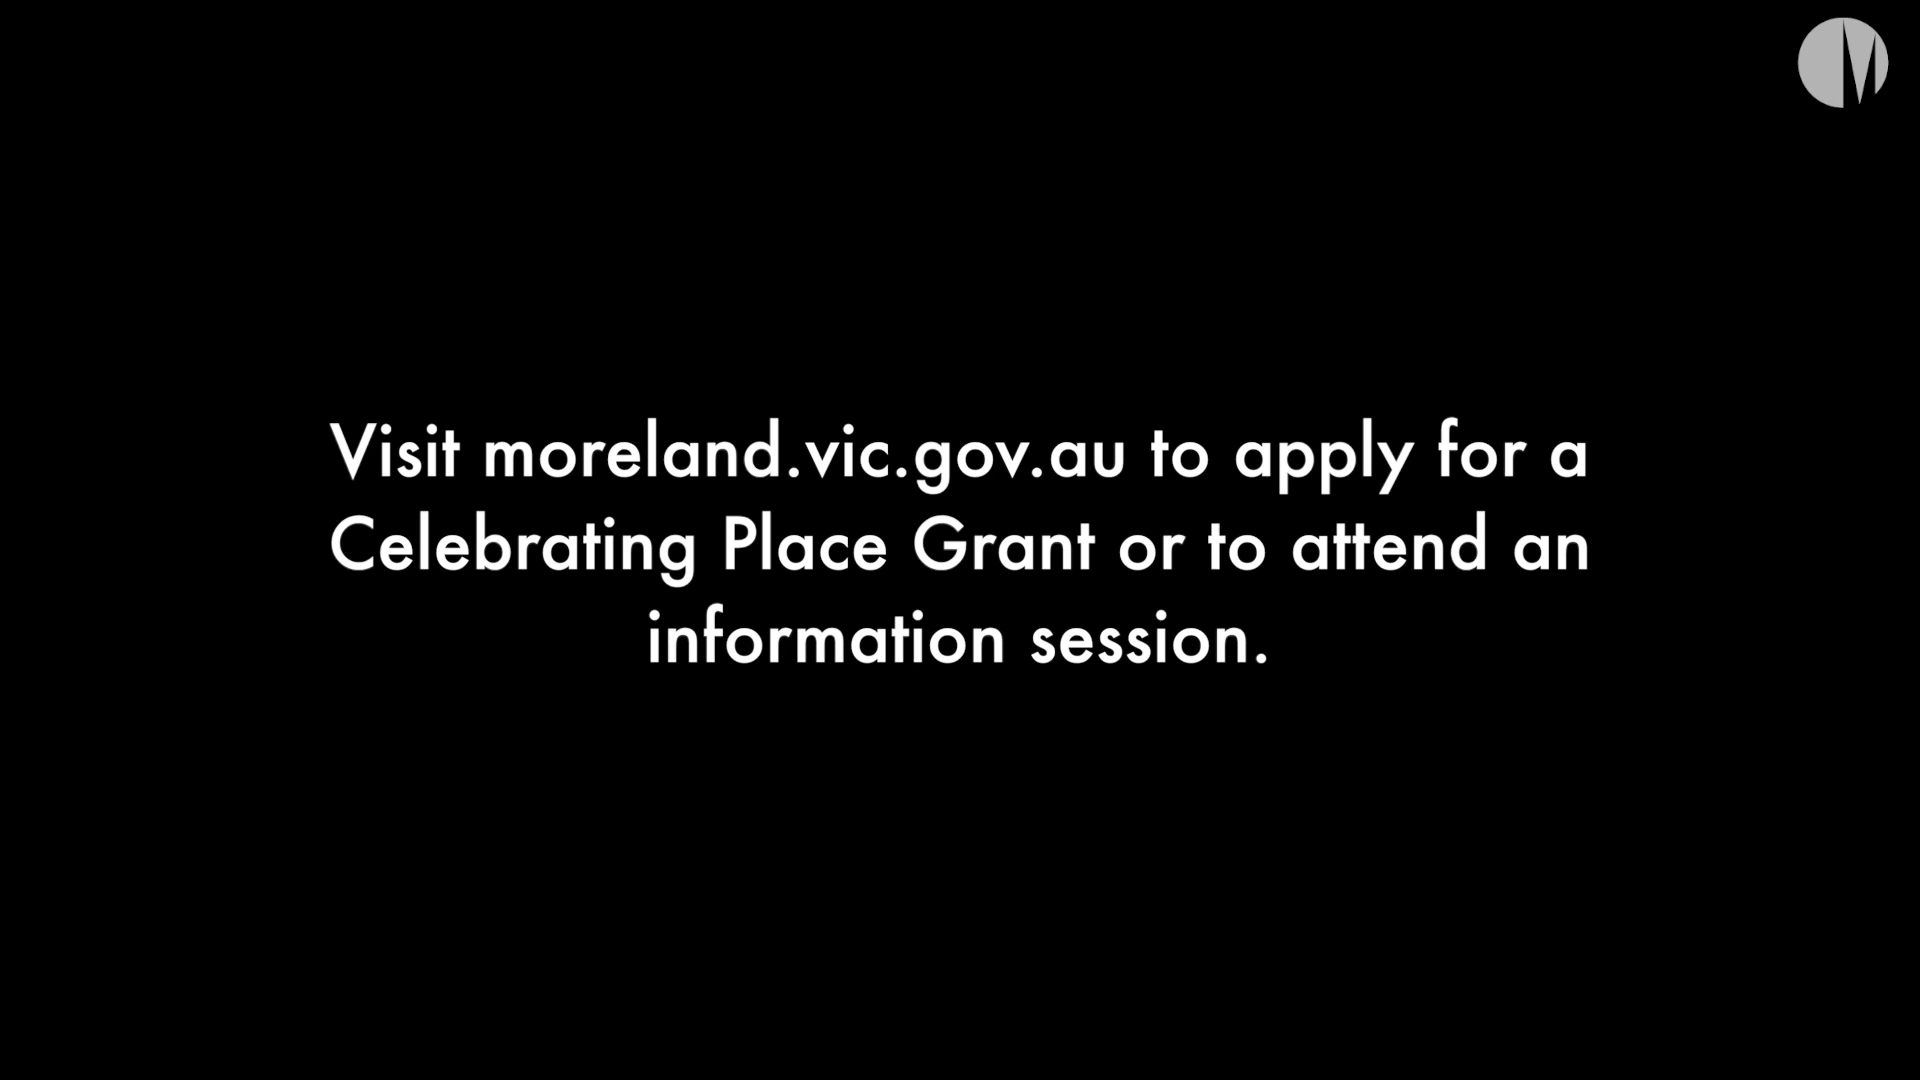 Visit moreland.vic.gov.au to apply for a
Celebrating Place Grant or to attend an
information session.